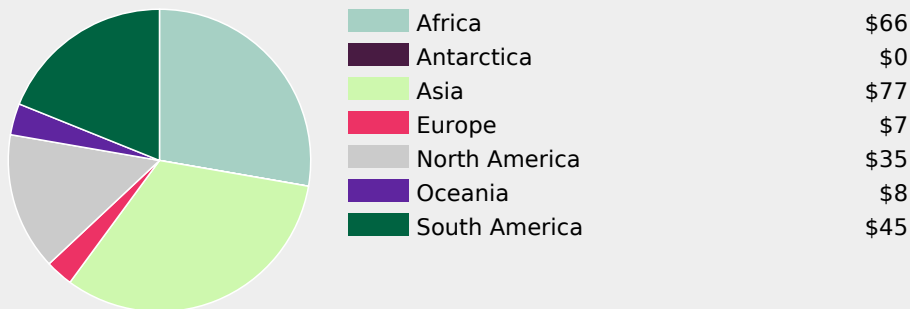 Africa $66
Antarctica $0
Asia $77
Europe $7
North America $35
Oceania $8
South America $45